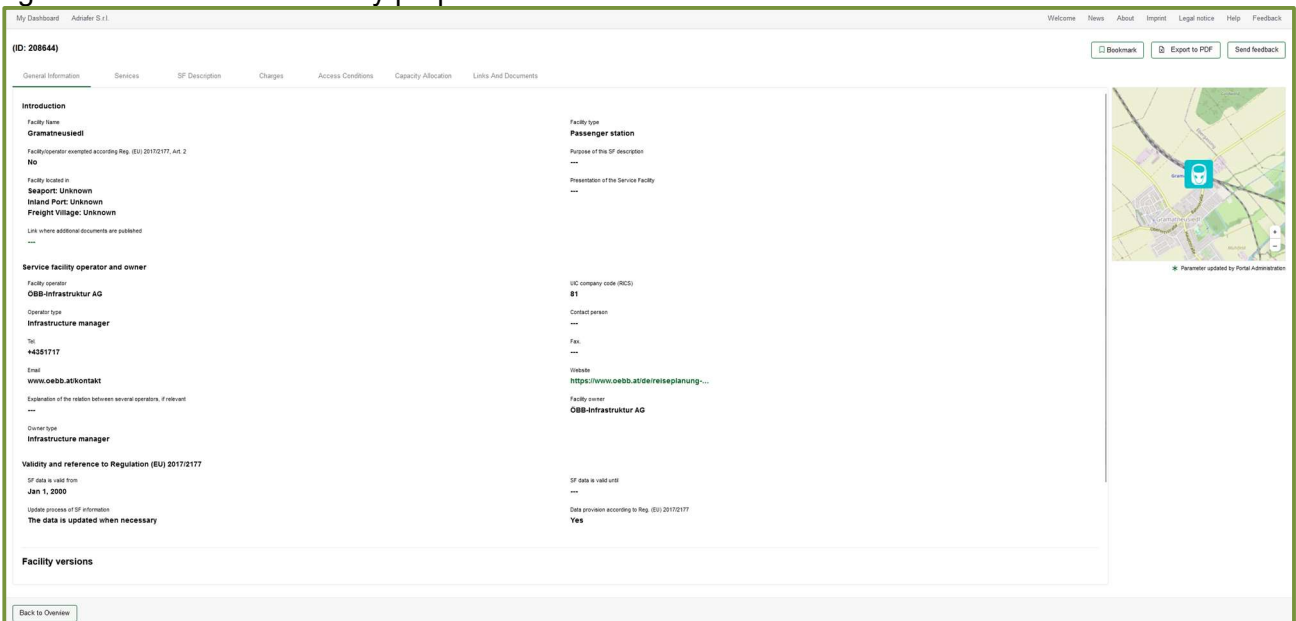 My Dashboard Adriafer S.r.l. Welcome News About Imprint Legal notice Help Feedback
(ID: 208644) Bookmark Export to PDF Send feedback
General Information Services SF Description Charges Access Conditions Capacity Allocation Links And Documents
Introduction
Facility Name Facility type
Gramatneusiedl Passenger station
Facility/operator exempted according Reg. (EU) 2017/2177, Art. 2 Purpose of this SF description
No ---
Facility located in Presentation of the Service Facility
Seaport: Unknown ---
Inland Port: Unknown
Freight Village: Unknown
Link where additional documents are published
---
Gramatneusiedl
+
−
Parameter updated by Portal Administration
Service facility operator and owner
Facility operator UIC company code (RICS)
ÖBB-Infrastruktur AG 81
Operator type Contact person
Infrastructure manager ---
Tel. Fax.
+4351717 ---
Email Website
www.oebb.at/kontakt https://www.oebb.at/de/reiseplanung-...
Explanation of the relation between several operators, if relevant Facility owner
--- ÖBB-Infrastruktur AG
Owner type
Infrastructure manager
Validity and reference to Regulation (EU) 2017/2177
SF data is valid from SF data is valid until
Jan 1, 2000 ---
Update process of SF information Data provision according to Reg. (EU) 2017/2177
The data is updated when necessary Yes
Facility versions
Back to Overview